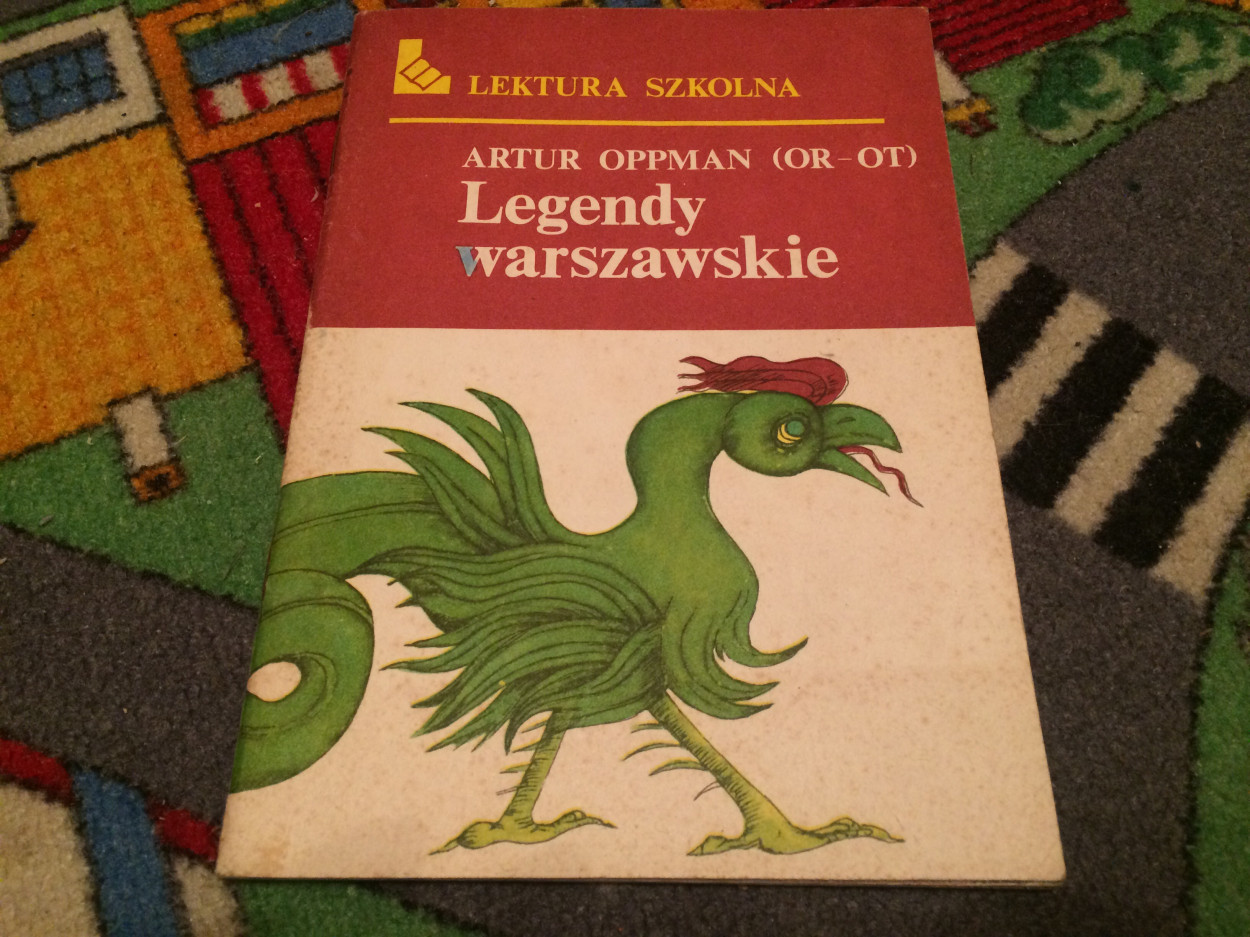 LEKTURA SZKOLNA
ARTUR OPPMAN (OR-OT)
Legendy
warszawskie